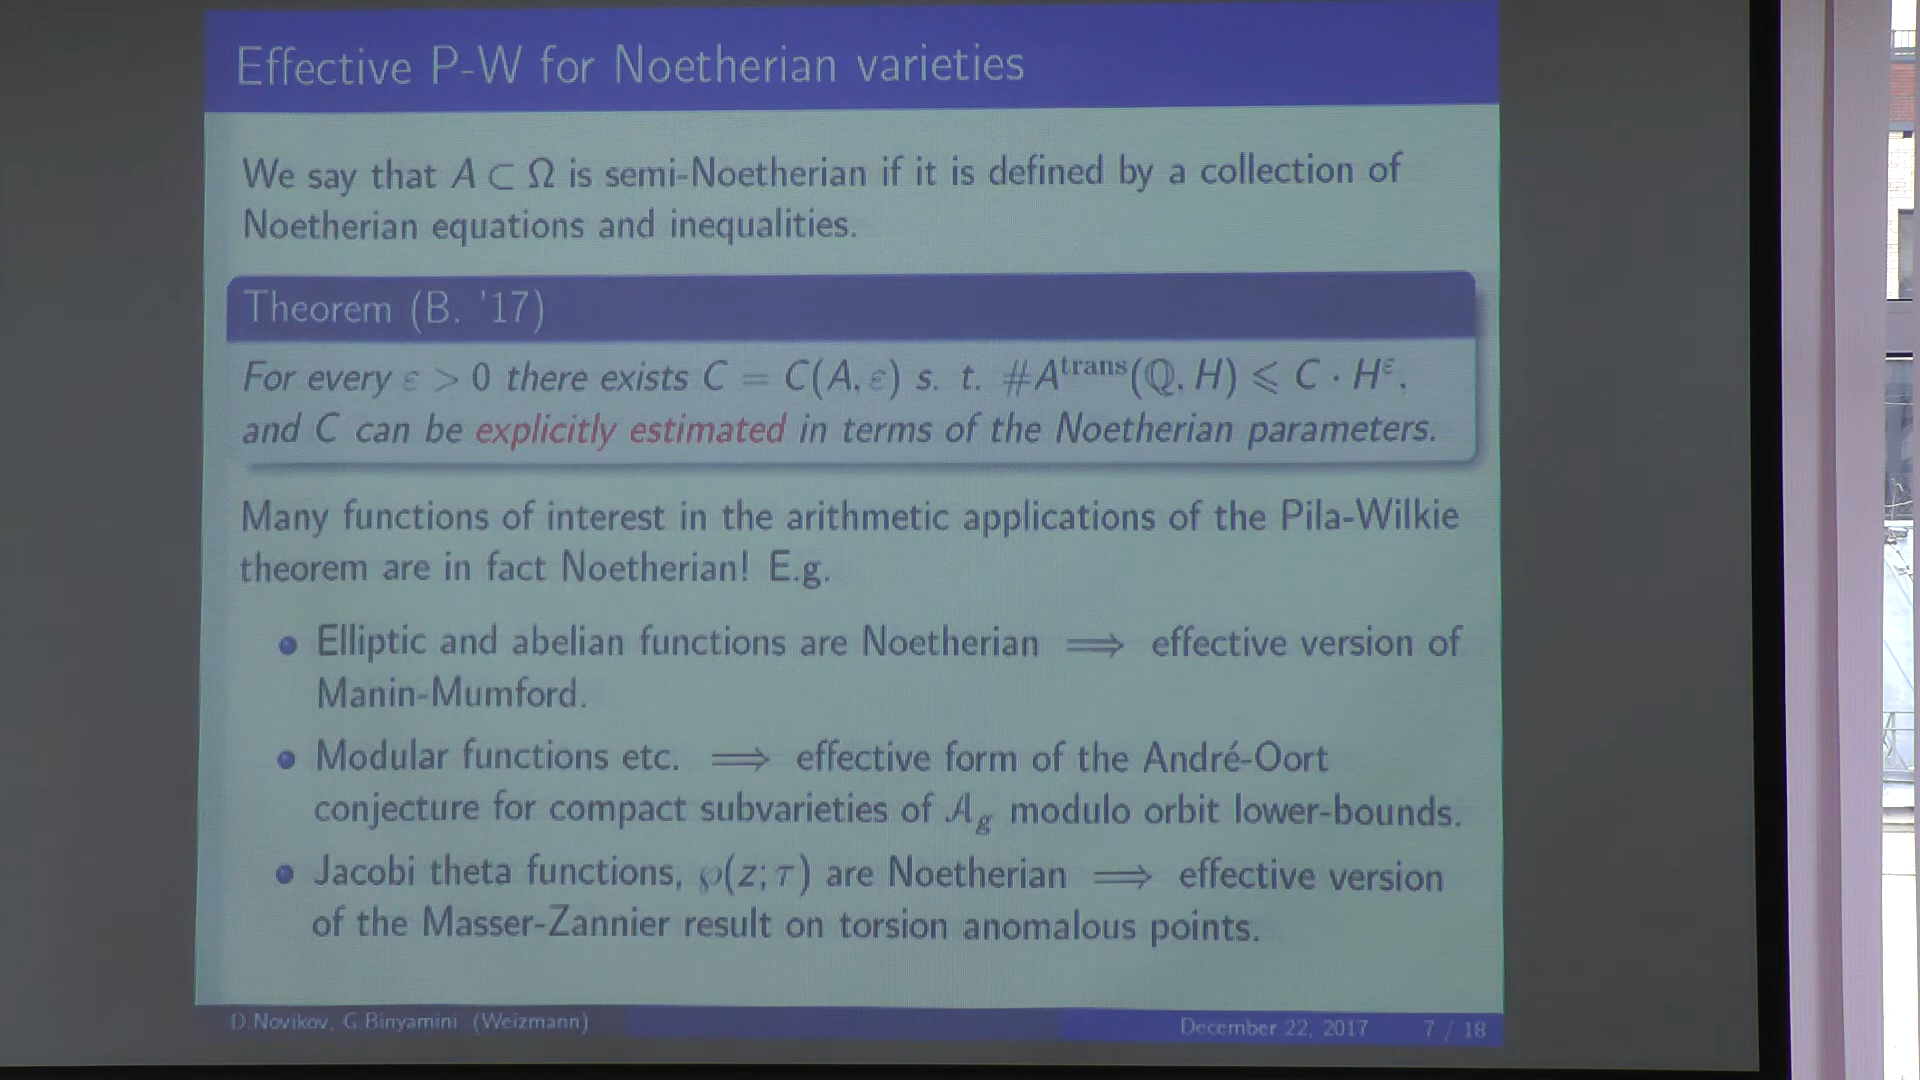 Effective P-W for Noetherian varieties
We say that A ⊂ Ω is semi-Noetherian if it is defined by a collection of
Noetherian equations and inequalities.
Theorem (B. '17)
For every ε > 0 there exists C = C(A, ε) s. t. #A^trans(ℚ, H) ⩽ C · H^ε,
and C can be explicitly estimated in terms of the Noetherian parameters.
Many functions of interest in the arithmetic applications of the Pila-Wilkie
theorem are in fact Noetherian! E.g.
• Elliptic and abelian functions are Noetherian ⟹ effective version of
Manin-Mumford.
• Modular functions etc. ⟹ effective form of the André-Oort
conjecture for compact subvarieties of 𝒜_g modulo orbit lower-bounds.
• Jacobi theta functions, ℘(z; τ) are Noetherian ⟹ effective version
of the Masser-Zannier result on torsion anomalous points.
D.Novikov, G.Binyamini (Weizmann)
December 22, 2017 7 / 18